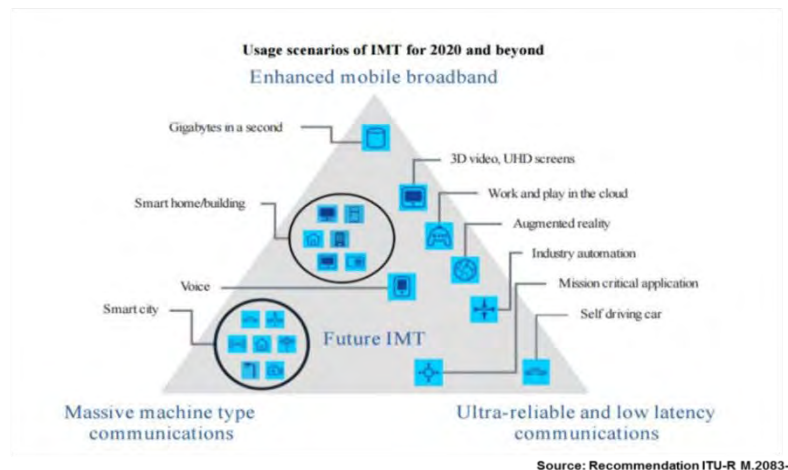 Usage scenarios of IMT for 2020 and beyond
Enhanced mobile broadband
Gigabytes in a second
3D video, UHD screens
Smart home/building
Work and play in the cloud
Augmented reality
Industry automation
Voice
Mission critical application
Smart city
Self driving car
Future IMT
Massive machine type
communications
Ultra-reliable and low latency
communications
Source: Recommendation ITU-R M.2083-